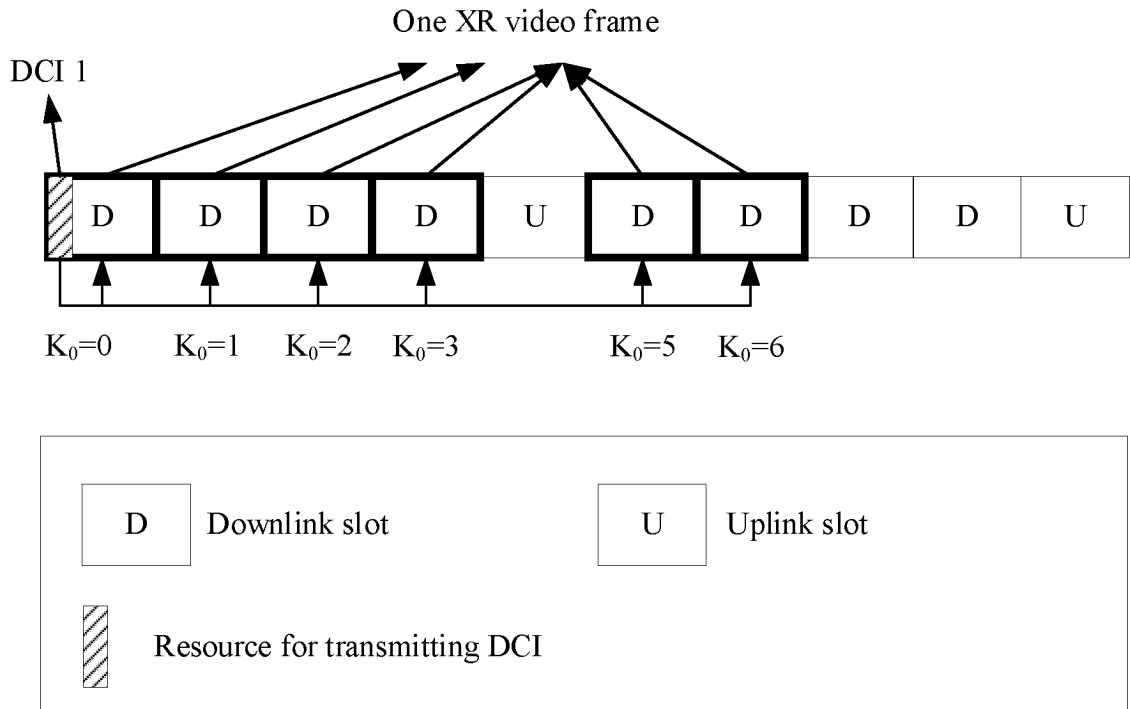 One XR video frame
DCI 1
D D D D U D D D D U
K₀=0 K₀=1 K₀=2 K₀=3 K₀=5 K₀=6
D Downlink slot U Uplink slot
Resource for transmitting DCI